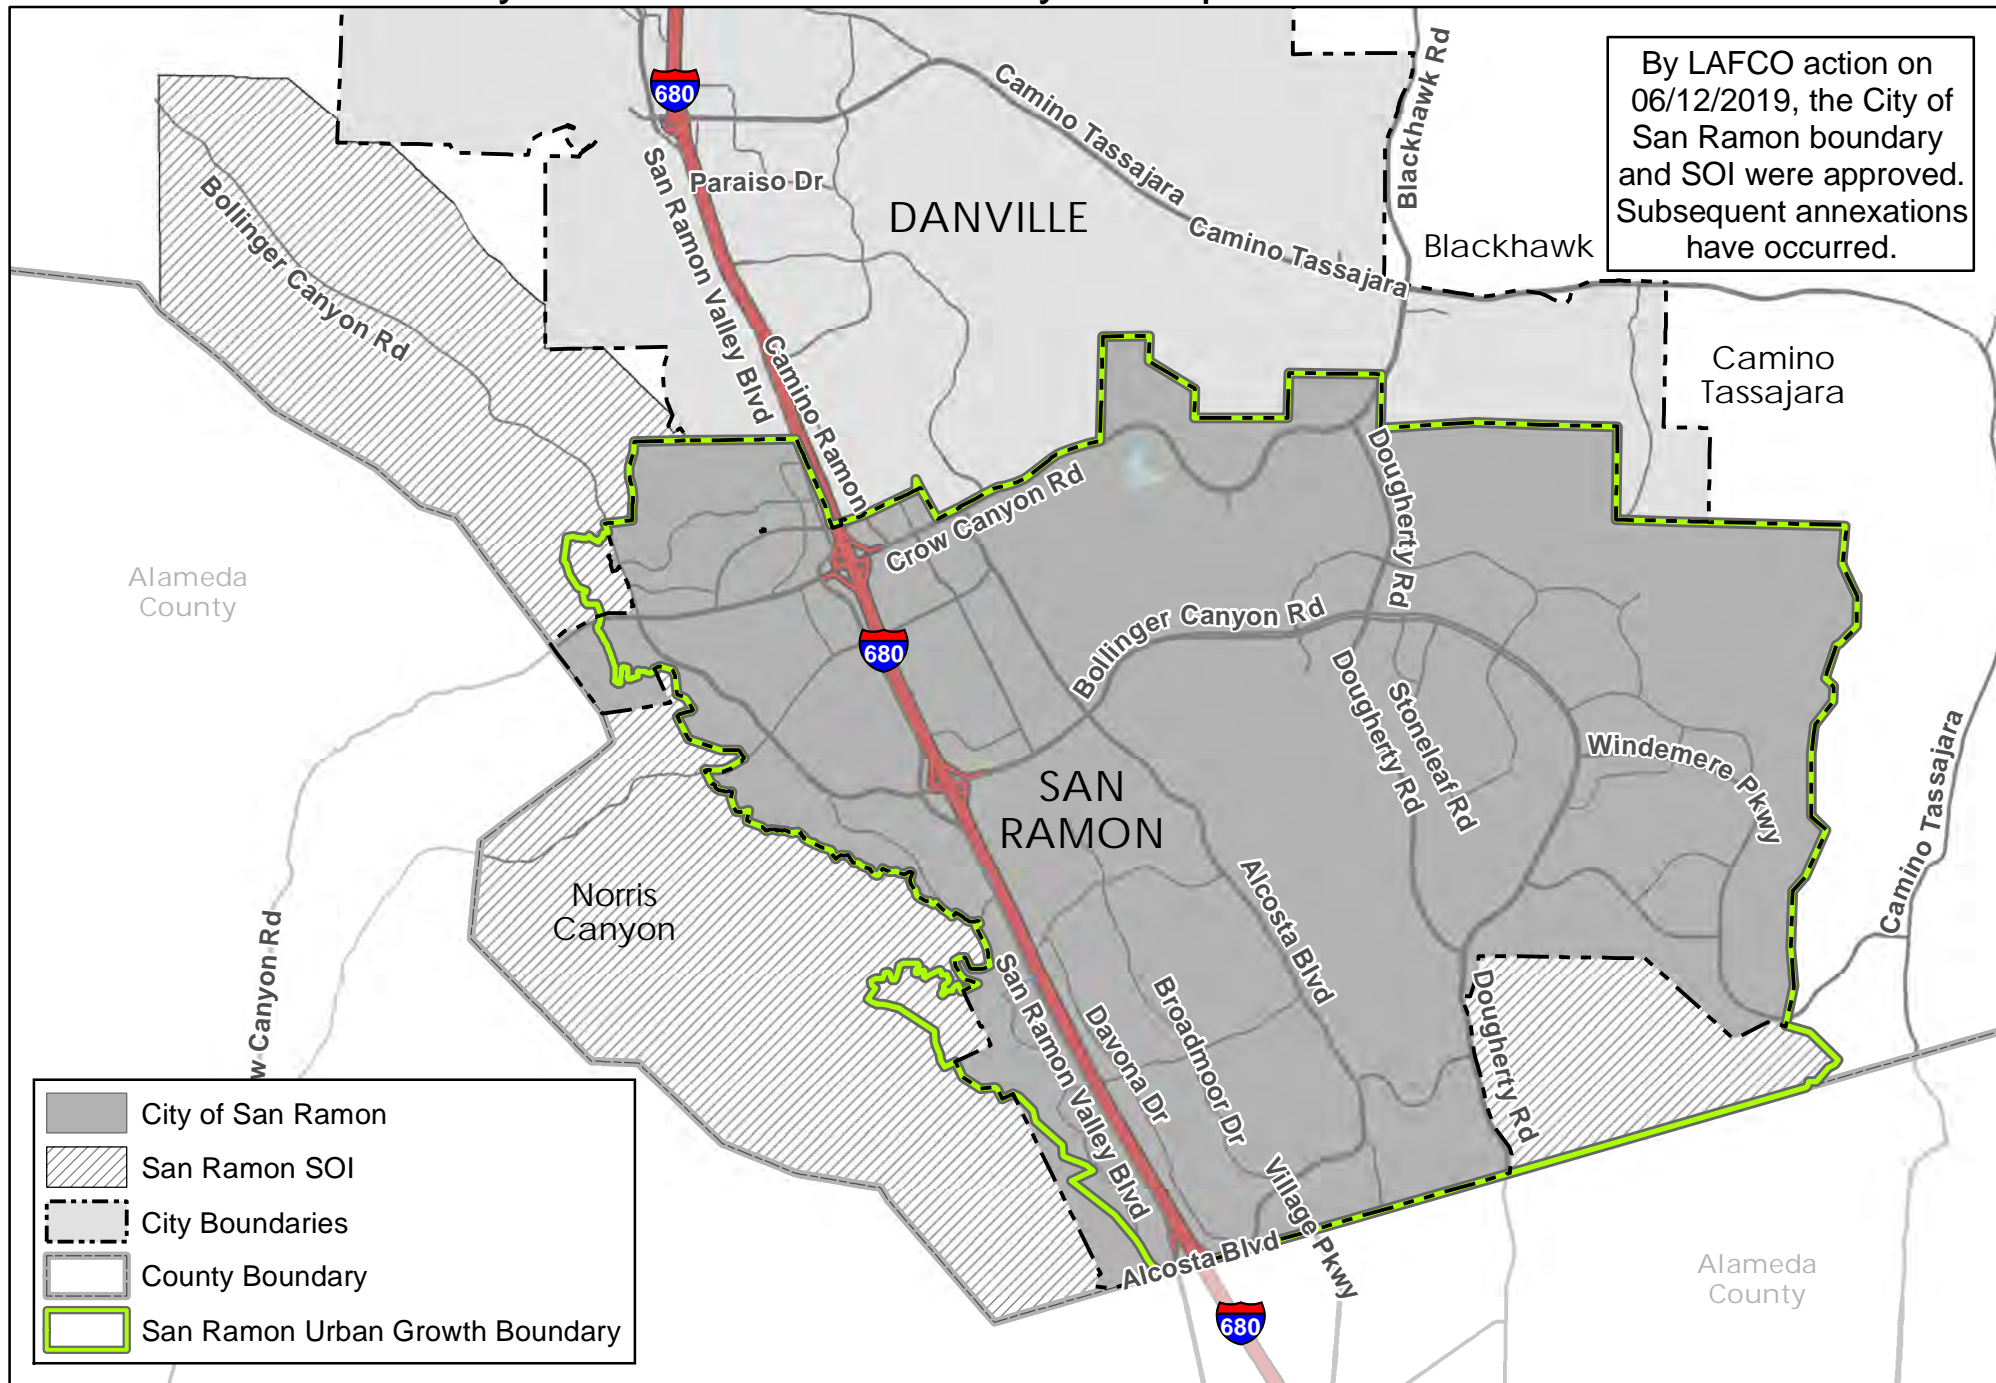 680
By LAFCO action on
06/12/2019, the City of
San Ramon boundary
and SOI were approved.
Subsequent annexations
have occurred.
Blackhawk Rd
Camino Tassajara
Paraiso Dr
San Ramon Valley Blvd
DANVILLE
Camino Tassajara
Blackhawk
Bollinger Canyon Rd
Camino Ramon
Camino
Tassajara
Crow Canyon Rd
Dougherty Rd
Alameda
County
Bollinger Canyon Rd
680
Dougherty Rd
Stoneleaf Rd
Windemere Pkwy
Camino Tassajara
SAN
RAMON
Norris
Canyon
Alcosta Blvd
w Canyon Rd
San Ramon Valley Blvd
Davona Dr
Broadmoor Dr
Dougherty Rd
Village Pkwy
Alcosta Blvd
Alameda
County
680
City of San Ramon
San Ramon SOI
City Boundaries
County Boundary
San Ramon Urban Growth Boundary